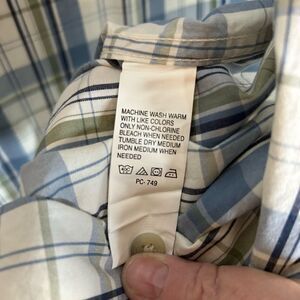 MACHINE WASH WARM
WITH LIKE COLORS
ONLY NON-CHLORINE
BLEACH WHEN NEEDED
TUMBLE DRY MEDIUM
IRON MEDIUM WHEN
NEEDED
PC-749